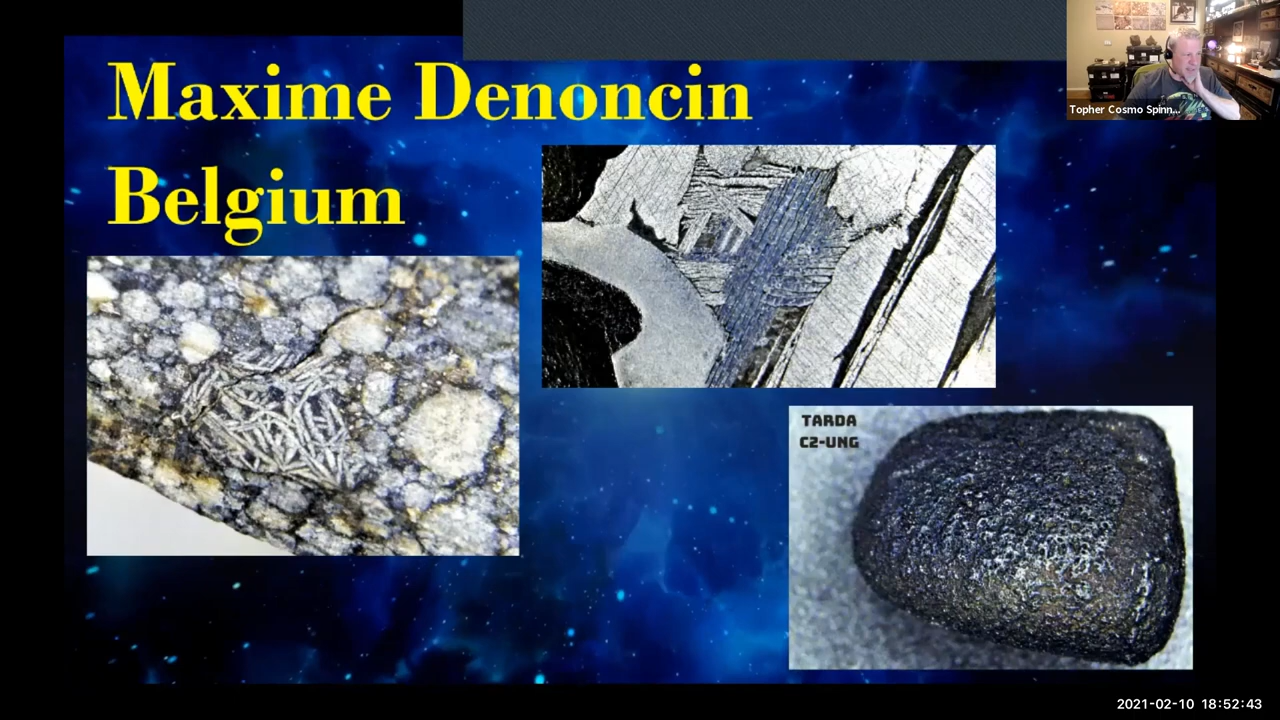 Maxime Denoncin
Belgium
Topher Cosmo Spinn...
TARDA
C2-UNG
2021-02-10 18:52:43